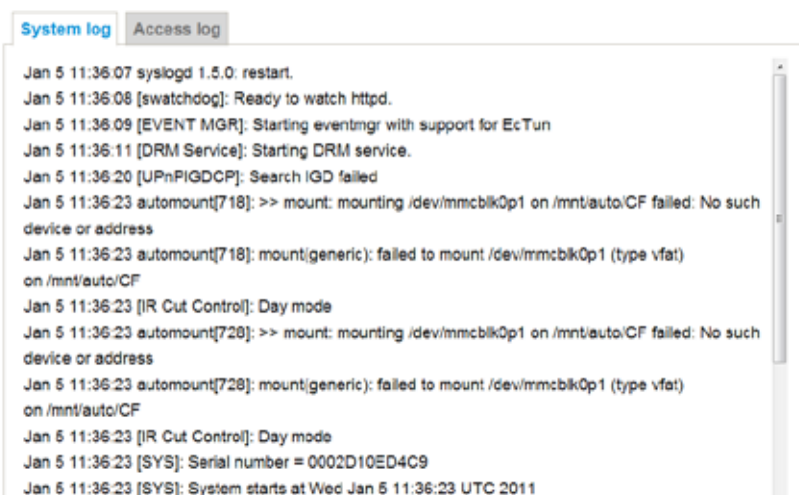 System log
Access log
Jan 5 11:36:07 syslogd 1.5.0: restart.
Jan 5 11:36:08 [swatchdog]: Ready to watch httpd.
Jan 5 11:36:09 [EVENT MGR]: Starting eventmgr with support for EcTun
Jan 5 11:36:11 [DRM Service]: Starting DRM service.
Jan 5 11:36:20 [UPnPIGDCP]: Search IGD failed
Jan 5 11:36:23 automount[718]: >> mount: mounting /dev/mmcblk0p1 on /mnt/auto/CF failed: No such
device or address
Jan 5 11:36:23 automount[718]: mount(generic): failed to mount /dev/mmcblk0p1 (type vfat)
on /mnt/auto/CF
Jan 5 11:36:23 [IR Cut Control]: Day mode
Jan 5 11:36:23 automount[728]: >> mount: mounting /dev/mmcblk0p1 on /mnt/auto/CF failed: No such
device or address
Jan 5 11:36:23 automount[728]: mount(generic): failed to mount /dev/mmcblk0p1 (type vfat)
on /mnt/auto/CF
Jan 5 11:36:23 [IR Cut Control]: Day mode
Jan 5 11:36:23 [SYS]: Serial number = 0002D10ED4C9
Jan 5 11:36:23 [SYS]: System starts at Wed Jan 5 11:36:23 UTC 2011